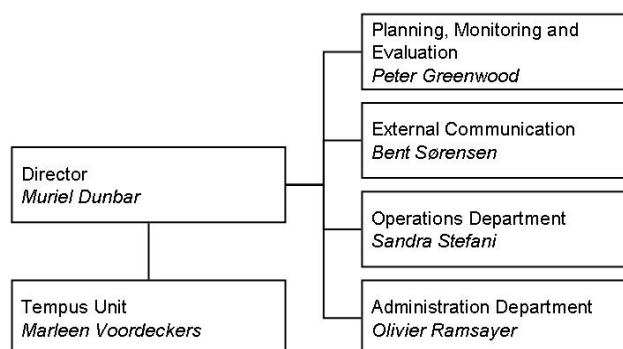 Planning, Monitoring and
Evaluation
Peter Greenwood
External Communication
Bent Sørensen
Director
Muriel Dunbar
Operations Department
Sandra Stefani
Tempus Unit
Marleen Voordeckers
Administration Department
Olivier Ramsayer